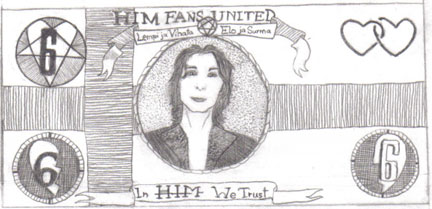 HIM FANS UNITED
Lempi ja Vihata Elo ja Surma
6
6
6
In HIM We Trust